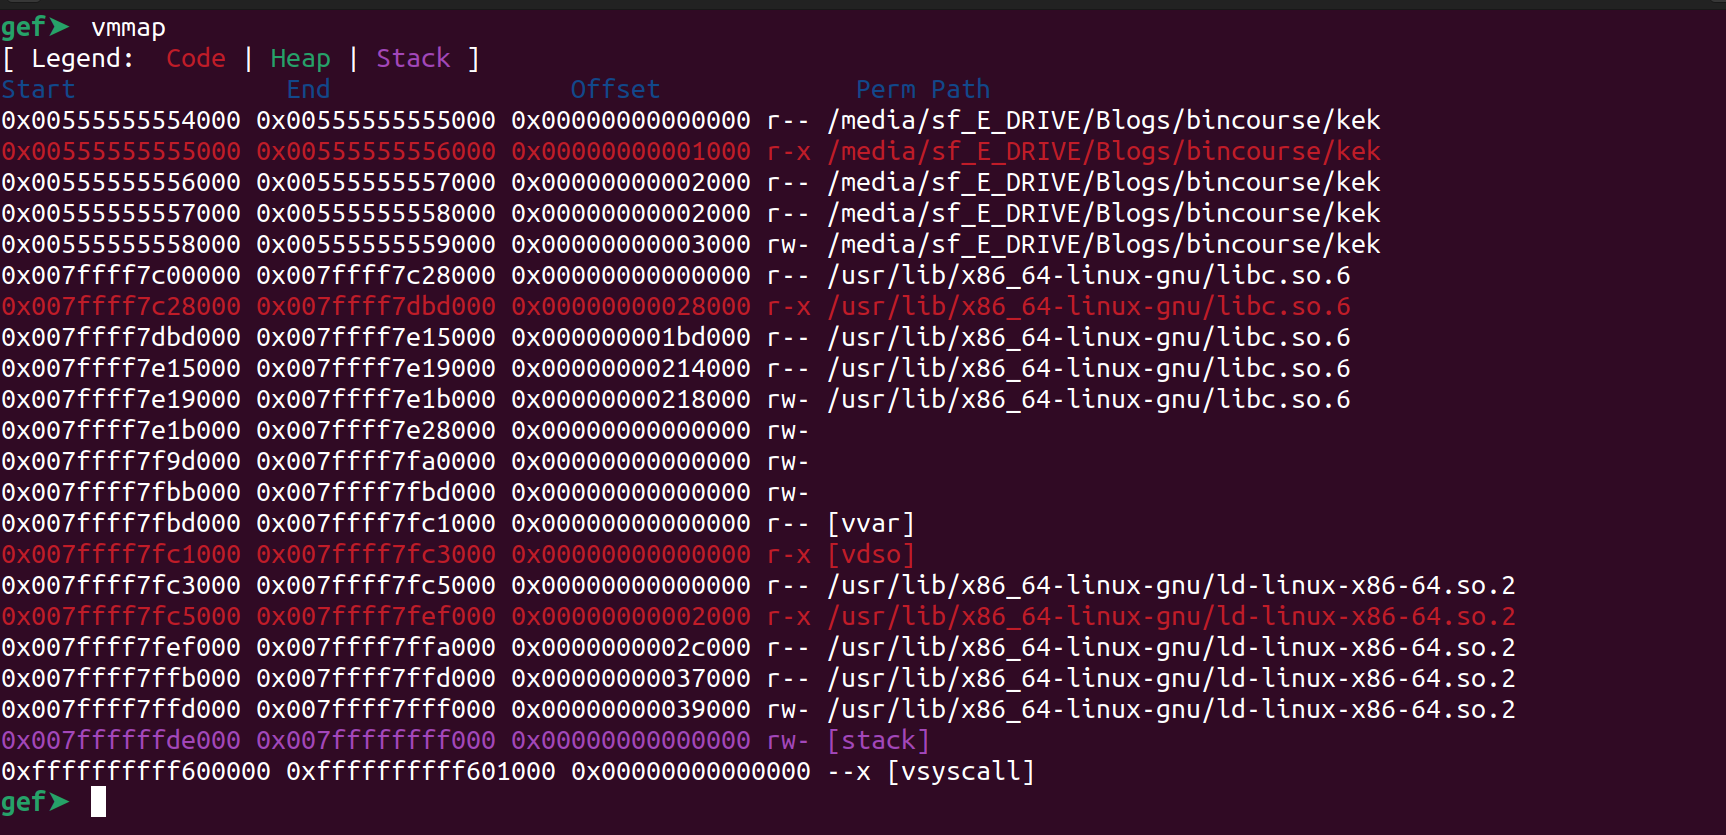 gef➤  vmmap
[ Legend:  Code | Heap | Stack ]
Start              End                Offset             Perm Path
0x00555555554000 0x00555555555000 0x00000000000000 r-- /media/sf_E_DRIVE/Blogs/bincourse/kek
0x00555555555000 0x00555555556000 0x00000000001000 r-x /media/sf_E_DRIVE/Blogs/bincourse/kek
0x00555555556000 0x00555555557000 0x00000000002000 r-- /media/sf_E_DRIVE/Blogs/bincourse/kek
0x00555555557000 0x00555555558000 0x00000000002000 r-- /media/sf_E_DRIVE/Blogs/bincourse/kek
0x00555555558000 0x00555555559000 0x00000000003000 rw- /media/sf_E_DRIVE/Blogs/bincourse/kek
0x007ffff7c00000 0x007ffff7c28000 0x00000000000000 r-- /usr/lib/x86_64-linux-gnu/libc.so.6
0x007ffff7c28000 0x007ffff7dbd000 0x00000000028000 r-x /usr/lib/x86_64-linux-gnu/libc.so.6
0x007ffff7dbd000 0x007ffff7e15000 0x000000001bd000 r-- /usr/lib/x86_64-linux-gnu/libc.so.6
0x007ffff7e15000 0x007ffff7e19000 0x00000000214000 r-- /usr/lib/x86_64-linux-gnu/libc.so.6
0x007ffff7e19000 0x007ffff7e1b000 0x00000000218000 rw- /usr/lib/x86_64-linux-gnu/libc.so.6
0x007ffff7e1b000 0x007ffff7e28000 0x00000000000000 rw-
0x007ffff7f9d000 0x007ffff7fa0000 0x00000000000000 rw-
0x007ffff7fbb000 0x007ffff7fbd000 0x00000000000000 rw-
0x007ffff7fbd000 0x007ffff7fc1000 0x00000000000000 r-- [vvar]
0x007ffff7fc1000 0x007ffff7fc3000 0x00000000000000 r-x [vdso]
0x007ffff7fc3000 0x007ffff7fc5000 0x00000000000000 r-- /usr/lib/x86_64-linux-gnu/ld-linux-x86-64.so.2
0x007ffff7fc5000 0x007ffff7fef000 0x00000000002000 r-x /usr/lib/x86_64-linux-gnu/ld-linux-x86-64.so.2
0x007ffff7fef000 0x007ffff7ffa000 0x0000000002c000 r-- /usr/lib/x86_64-linux-gnu/ld-linux-x86-64.so.2
0x007ffff7ffb000 0x007ffff7ffd000 0x00000000037000 r-- /usr/lib/x86_64-linux-gnu/ld-linux-x86-64.so.2
0x007ffff7ffd000 0x007ffff7fff000 0x00000000039000 rw- /usr/lib/x86_64-linux-gnu/ld-linux-x86-64.so.2
0x007ffffffde000 0x007ffffffff000 0x00000000000000 rw- [stack]
0xffffffffff600000 0xffffffffff601000 0x00000000000000 --x [vsyscall]
gef➤